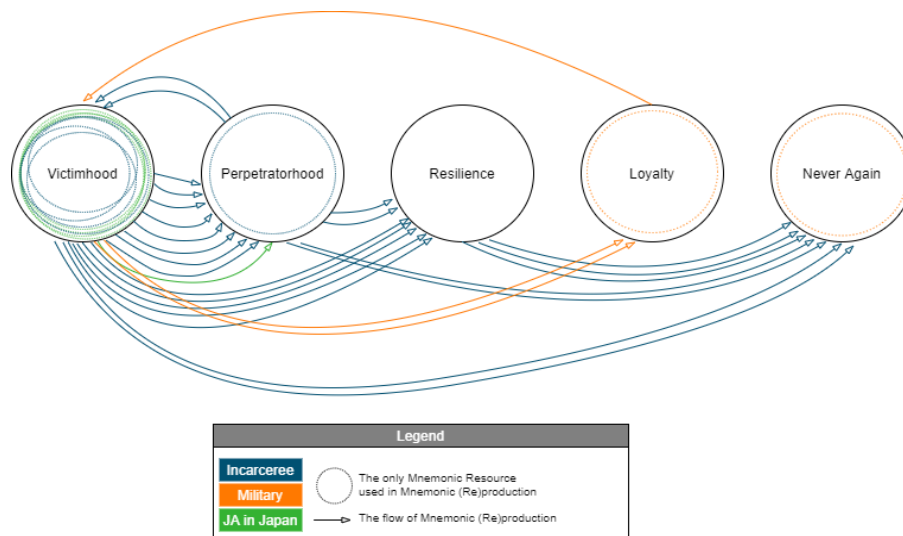 Victimhood
Perpetratorhood
Resilience
Loyalty
Never Again
Legend
Incarceree
Military
JA in Japan
The only Mnemonic Resource
used in Mnemonic (Re)production
The flow of Mnemonic (Re)production